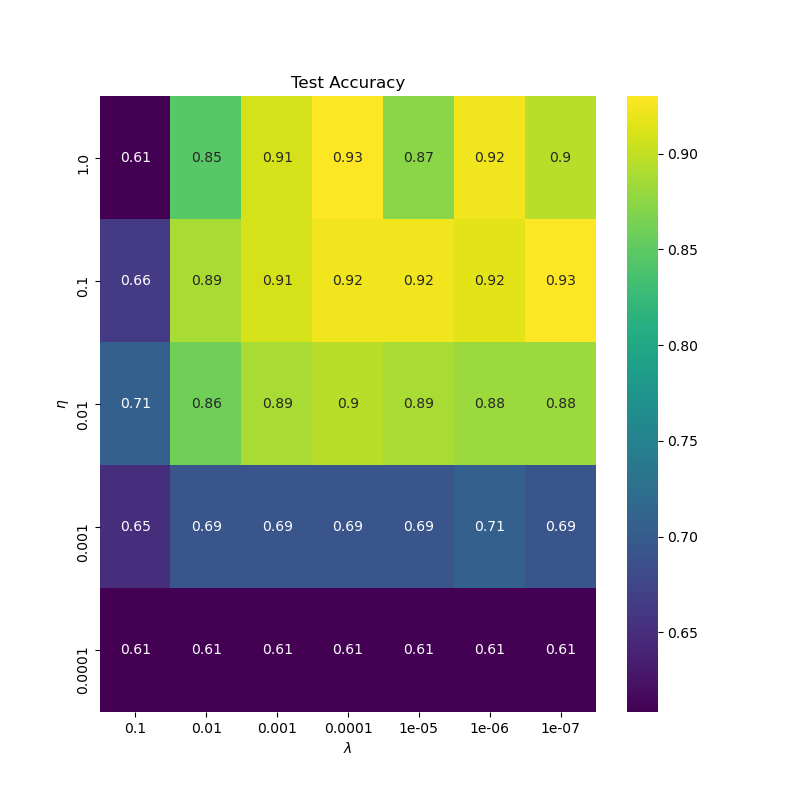 Test Accuracy
1.0 0.61 0.85 0.91 0.93 0.87 0.92 0.9
0.1 0.66 0.89 0.91 0.92 0.92 0.92 0.93
η 0.01 0.71 0.86 0.89 0.9 0.89 0.88 0.88
0.001 0.65 0.69 0.69 0.69 0.69 0.71 0.69
0.0001 0.61 0.61 0.61 0.61 0.61 0.61 0.61
0.1 0.01 0.001 0.0001 1e-05 1e-06 1e-07
λ
0.90
0.85
0.80
0.75
0.70
0.65